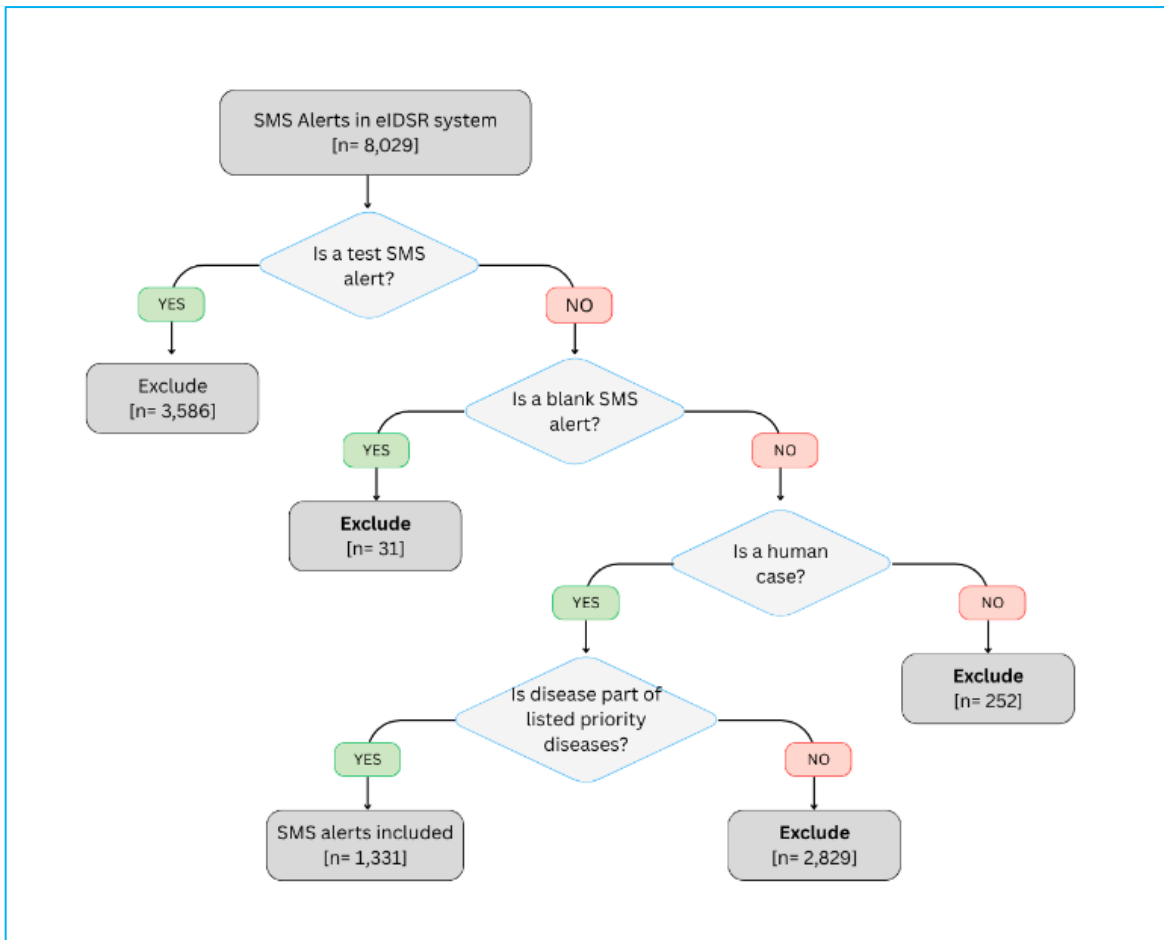 SMS Alerts in eIDSR system
[n= 8,029]
Is a test SMS
alert?
YES
NO
Exclude
[n= 3,586]
Is a blank SMS
alert?
YES
NO
Exclude
[n= 31]
Is a human
case?
YES
NO
Exclude
[n= 252]
Is disease part of
listed priority
diseases?
YES
NO
SMS alerts included
[n= 1,331]
Exclude
[n= 2,829]